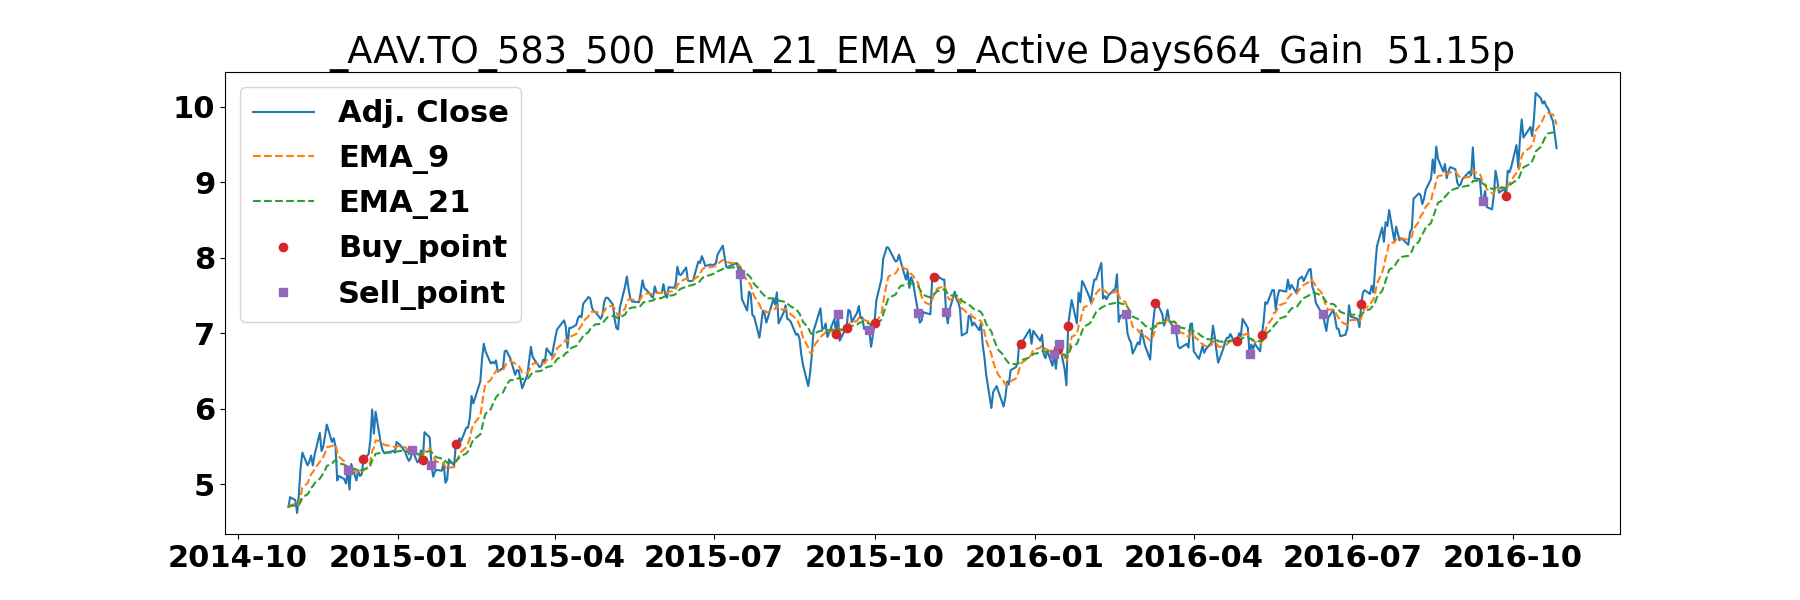 _AAV.TO_583_500_EMA_21_EMA_9_Active Days664_Gain  51.15p
Adj. Close
EMA_9
EMA_21
Buy_point
Sell_point
10
9
8
7
6
5
2014-10 2015-01 2015-04 2015-07 2015-10 2016-01 2016-04 2016-07 2016-10